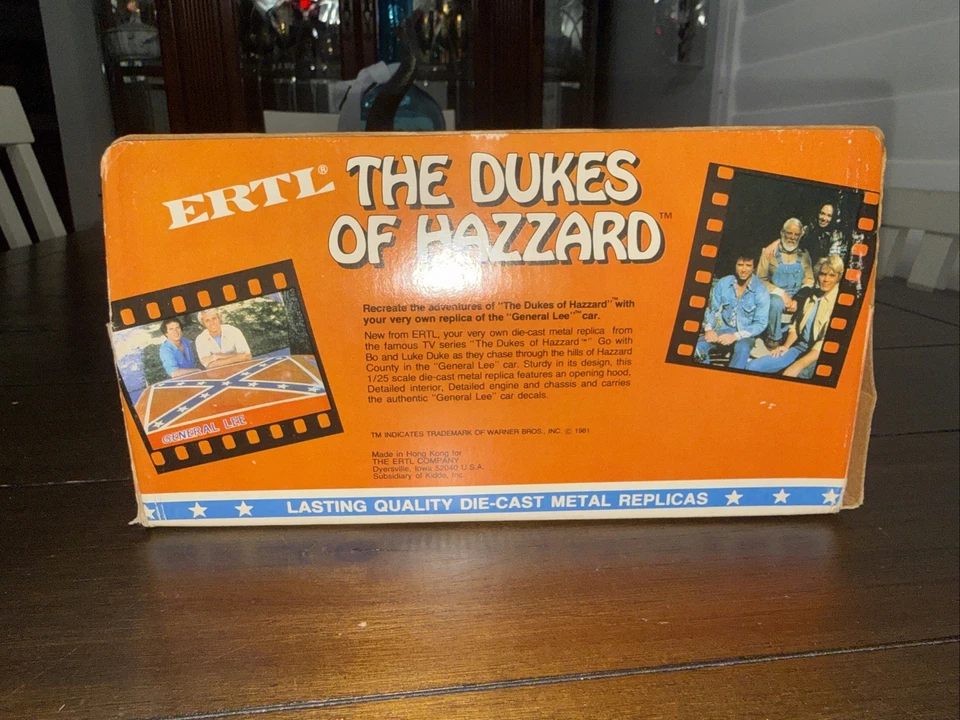 ERTL®
THE DUKES
OF HAZZARD™
Recreate the adventures of "The Dukes of Hazzard"™ with
your very own replica of the "General Lee"™ car.
New from ERTL, your very own die-cast metal replica from
the famous TV series "The Dukes of Hazzard™" Go with
Bo and Luke Duke as they chase through the hills of Hazzard
County in the "General Lee" car. Sturdy in its design, this
1/25 scale die-cast metal replica features an opening hood,
Detailed interior, Detailed engine and chassis and carries
the authentic "General Lee" car decals.
GENERAL LEE
TM INDICATES TRADEMARK OF WARNER BROS., INC. © 1981
Made in Hong Kong for
THE ERTL COMPANY
Dyersville, Iowa 52040 U.S.A.
Subsidiary of Kidde, Inc.
LASTING QUALITY DIE-CAST METAL REPLICAS